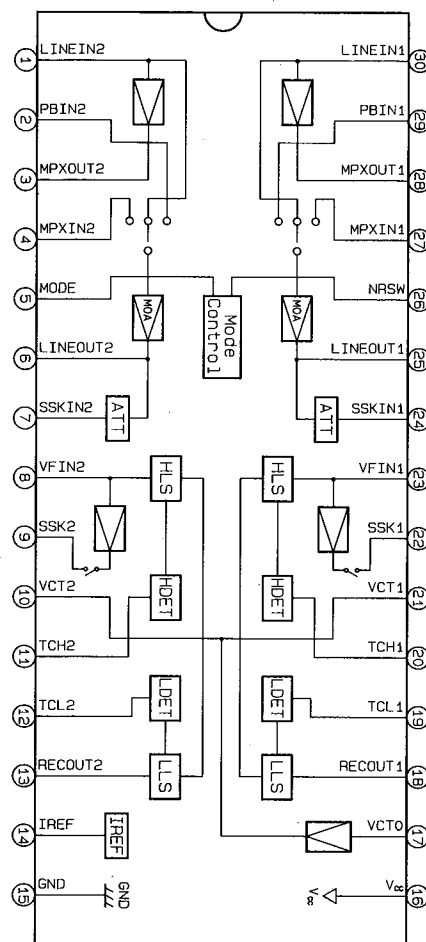 1 LINEIN2 LINEIN1 30
2 PBIN2 PBIN1 29
3 MPXOUT2 MPXOUT1 28
4 MPXIN2 MPXIN1 27
5 MODE NRSW 26
MOA Mode Control MOA
6 LINEOUT2 LINEOUT1 25
7 SSKIN2 ATT ATT SSKIN1 24
8 VFIN2 HLS HLS VFIN1 23
9 SSK2 SSK1 22
10 VCT2 HDET HDET VCT1 21
11 TCH2 TCH1 20
12 TCL2 LDET LDET TCL1 19
13 RECOUT2 LLS LLS RECOUT1 18
14 IREF IREF VCTO 17
15 GND GND Vcc Vcc 16